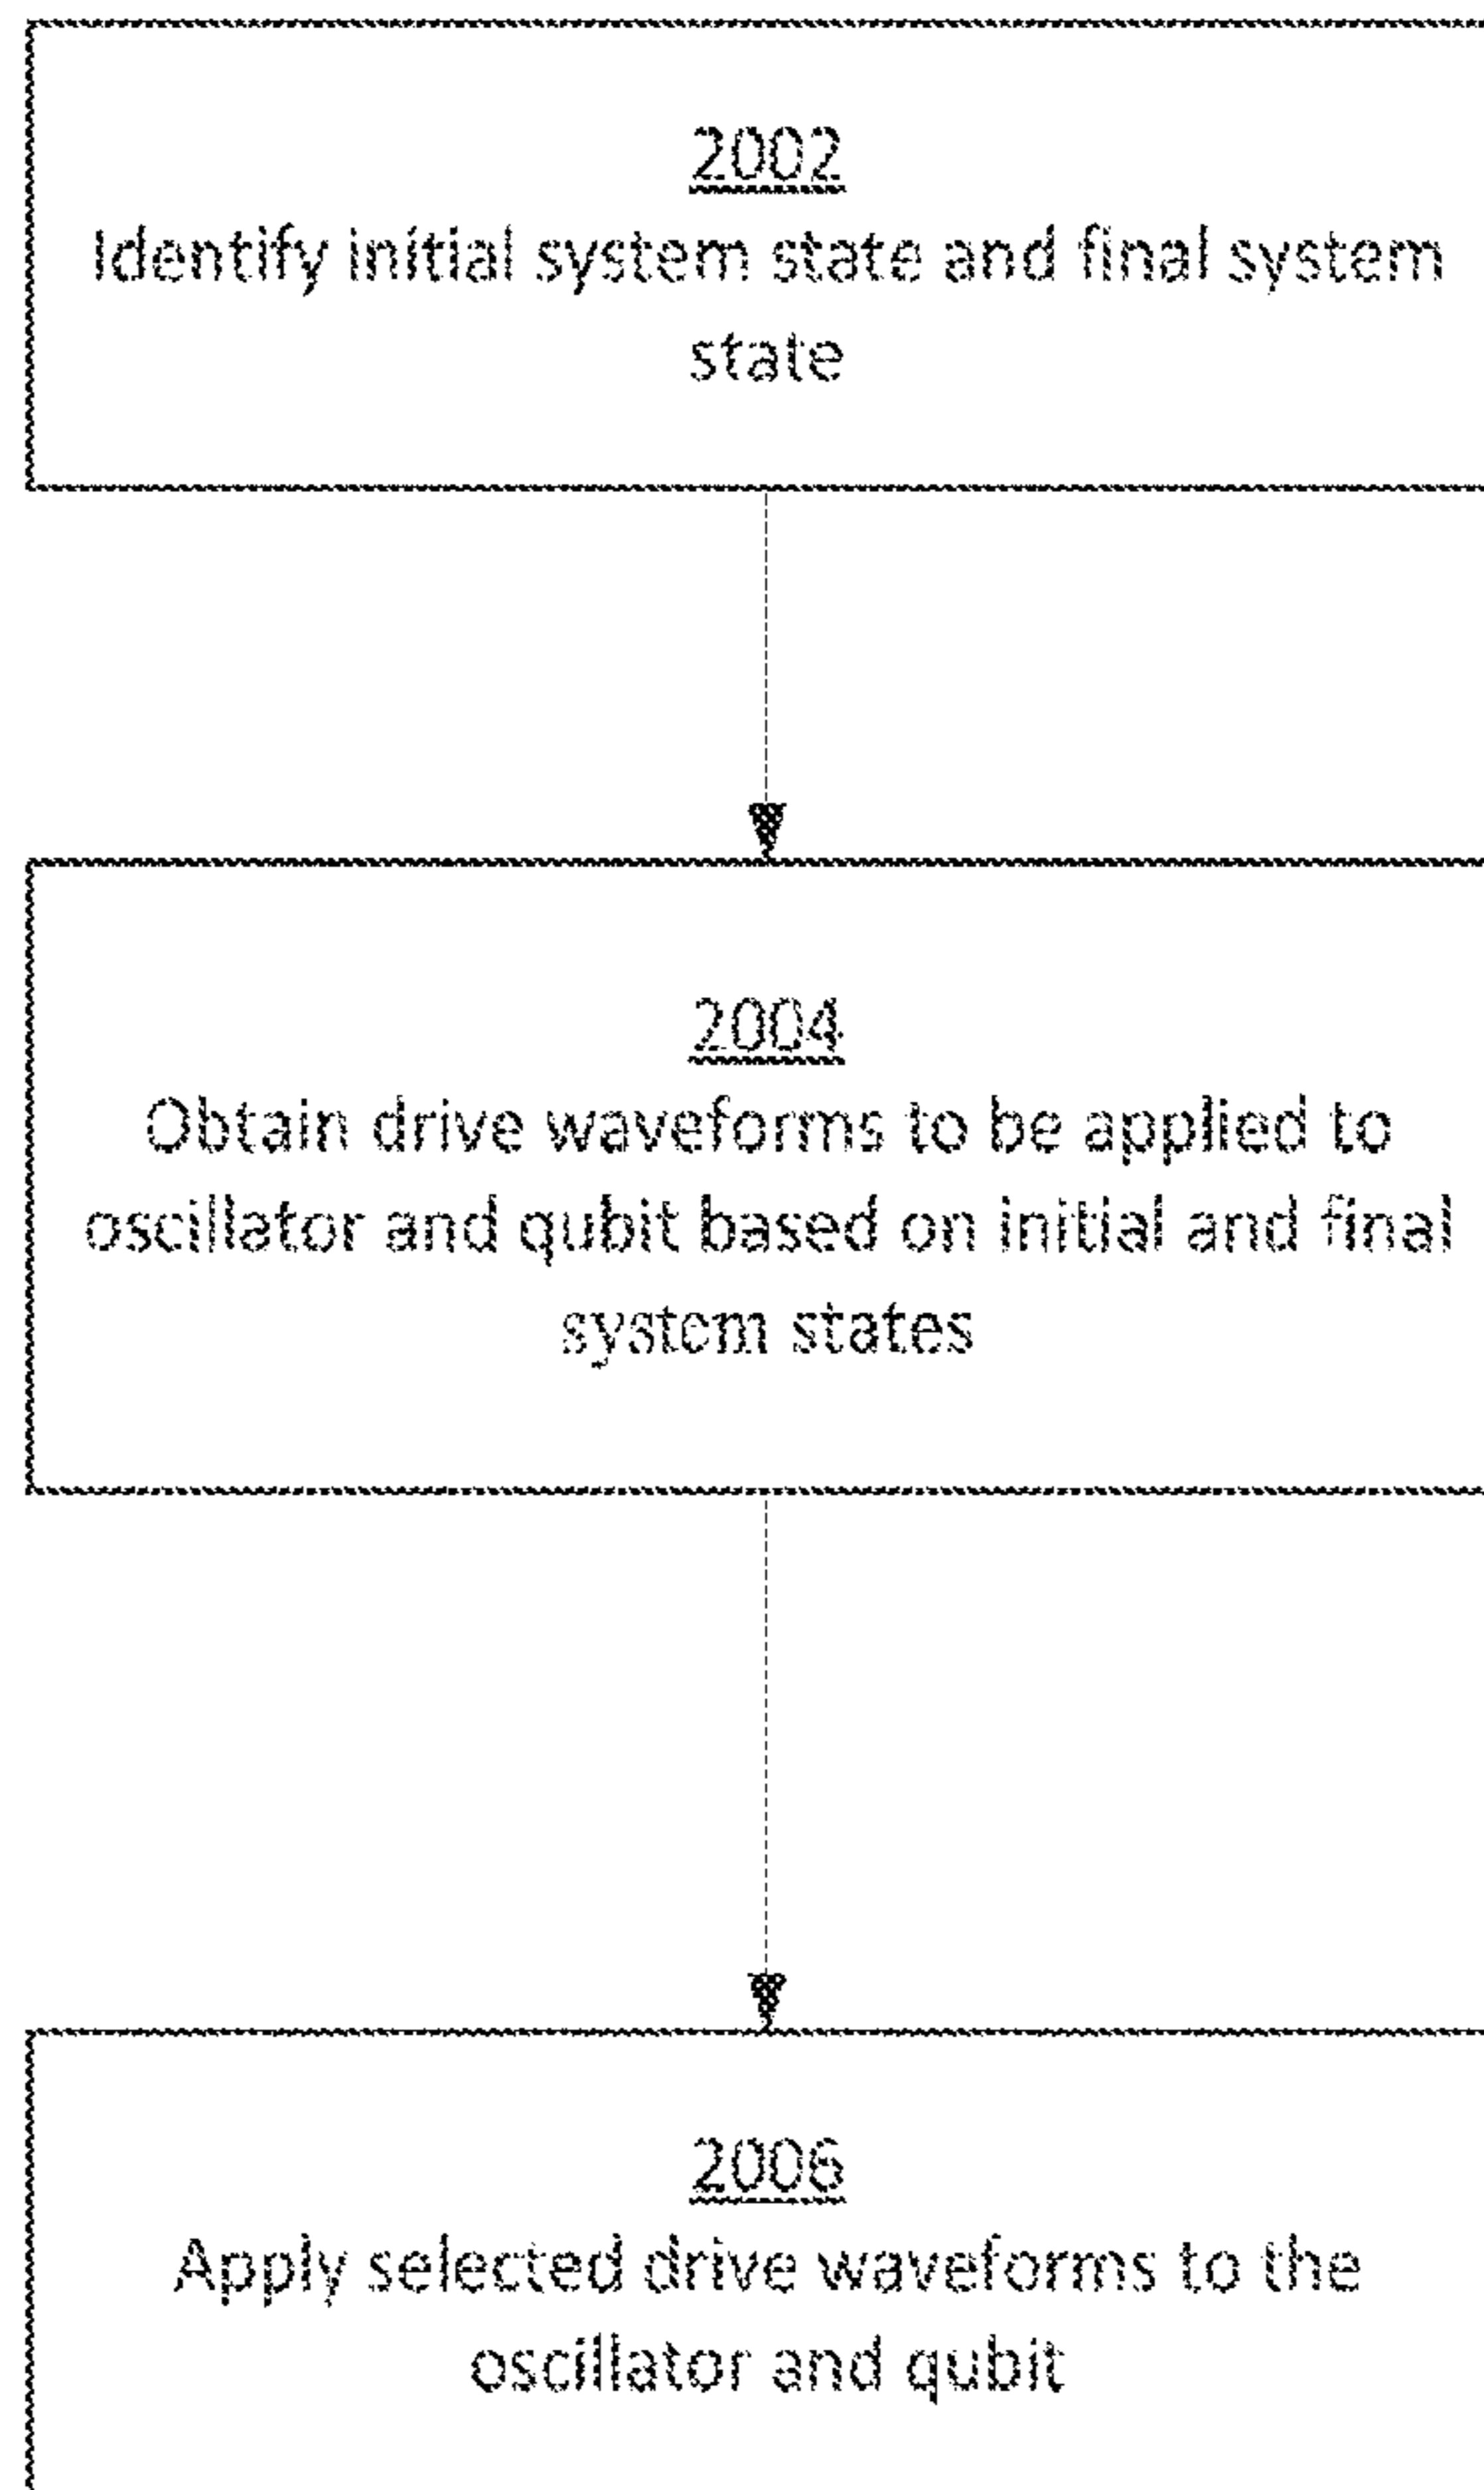 2002
Identify initial system state and final system
state
2004
Obtain drive waveforms to be applied to
oscillator and qubit based on initial and final
system states
2006
Apply selected drive waveforms to the
oscillator and qubit